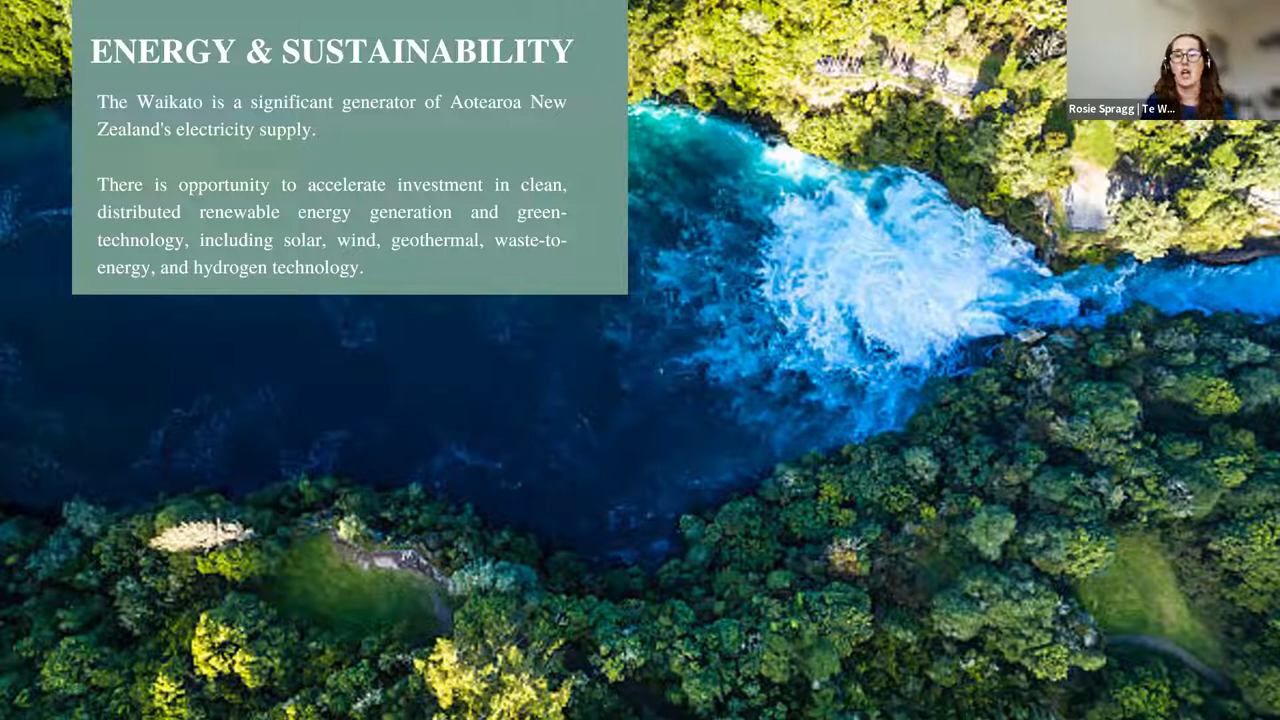 ENERGY & SUSTAINABILITY
The Waikato is a significant generator of Aotearoa New
Zealand's electricity supply.
There is opportunity to accelerate investment in clean,
distributed renewable energy generation and green-
technology, including solar, wind, geothermal, waste-to-
energy, and hydrogen technology.
Rosie Spragg | Te W...